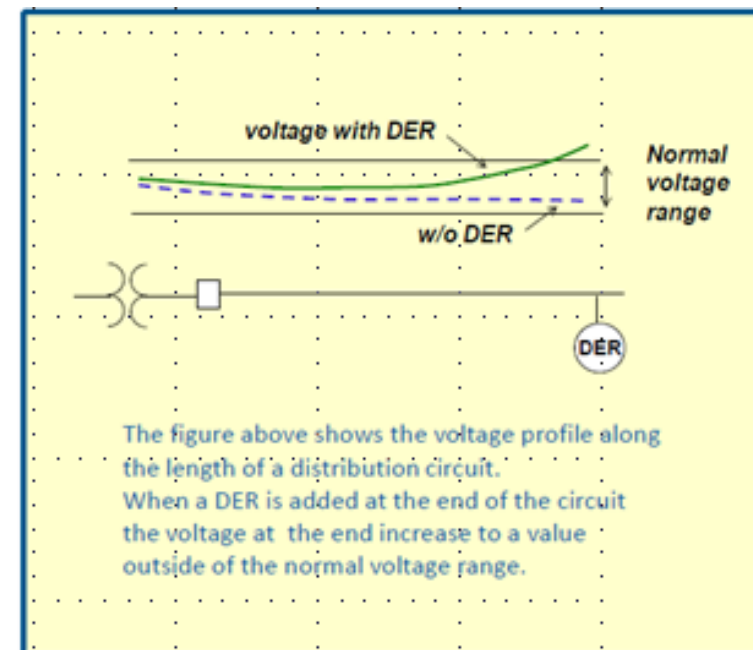 voltage with DER
Normal
voltage
range
w/o DER
DER
The figure above shows the voltage profile along
the length of a distribution circuit.
When a DER is added at the end of the circuit
the voltage at the end increase to a value
outside of the normal voltage range.